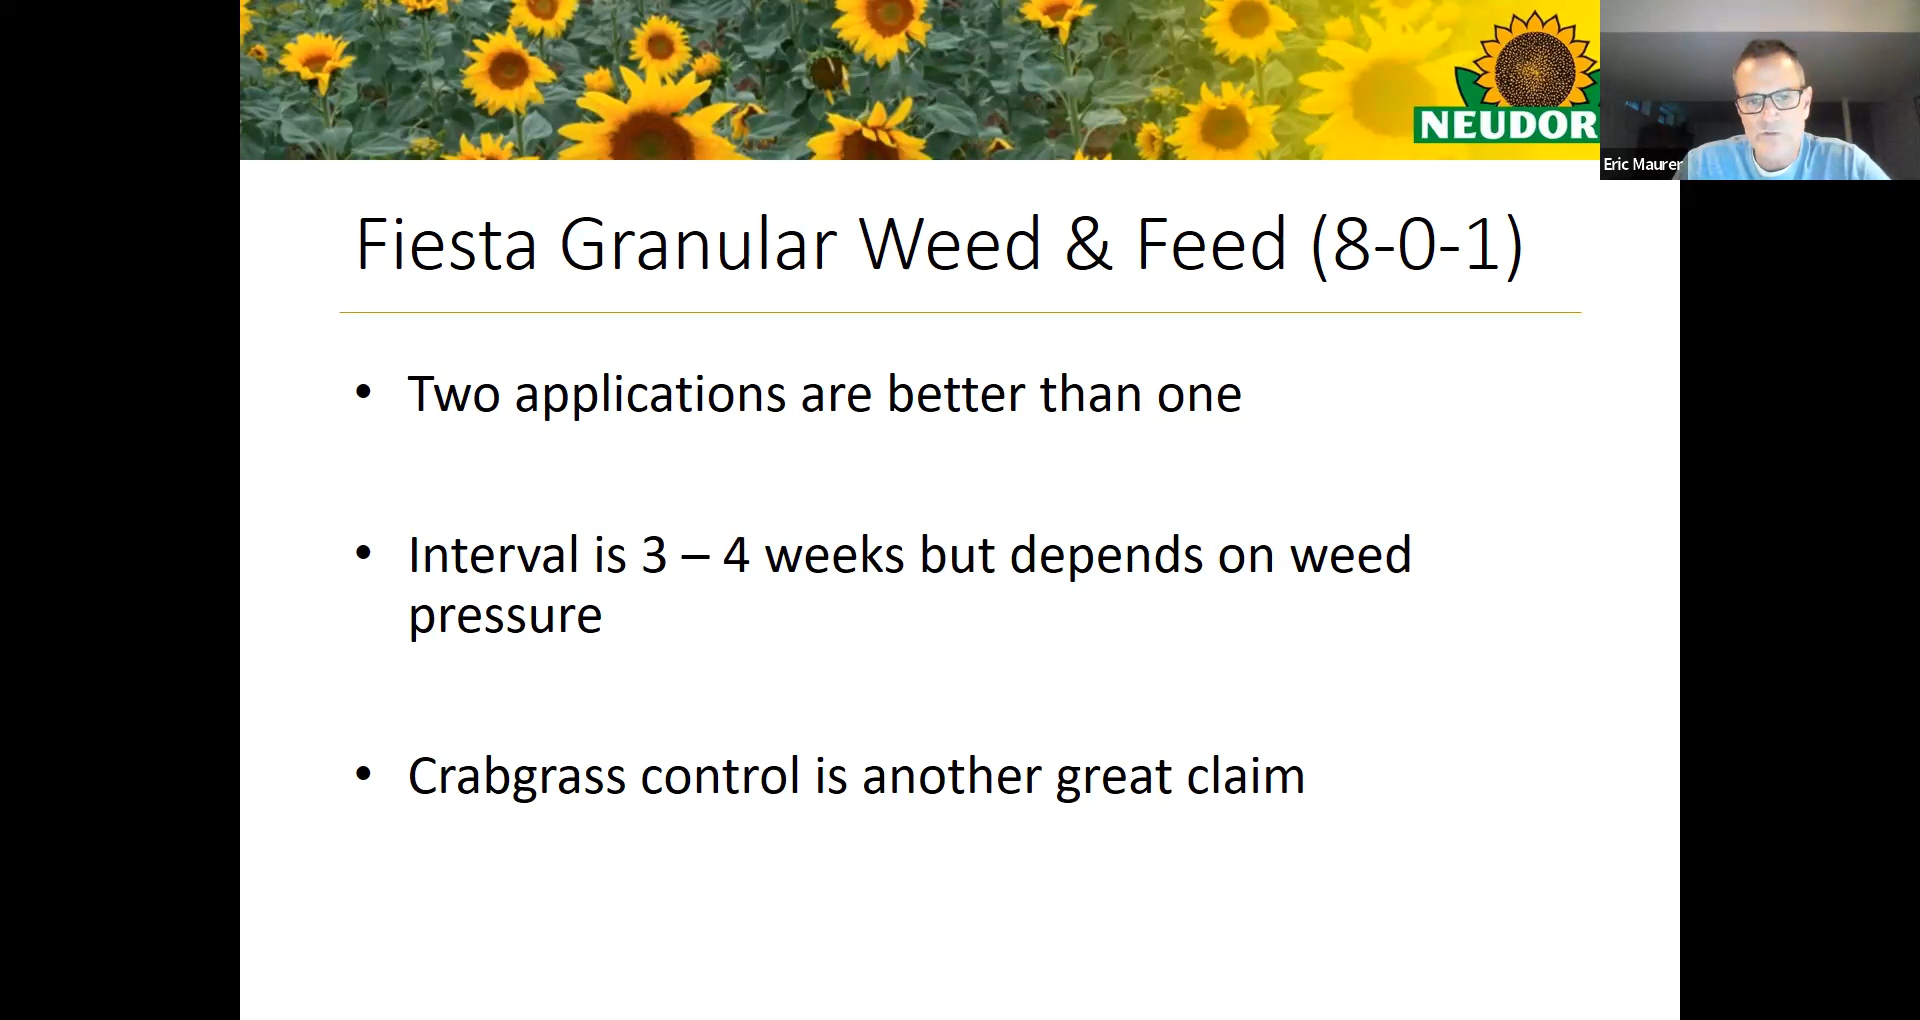 NEUDOR
Eric Maurer
Fiesta Granular Weed & Feed (8-0-1)
• Two applications are better than one
• Interval is 3 – 4 weeks but depends on weed
pressure
• Crabgrass control is another great claim